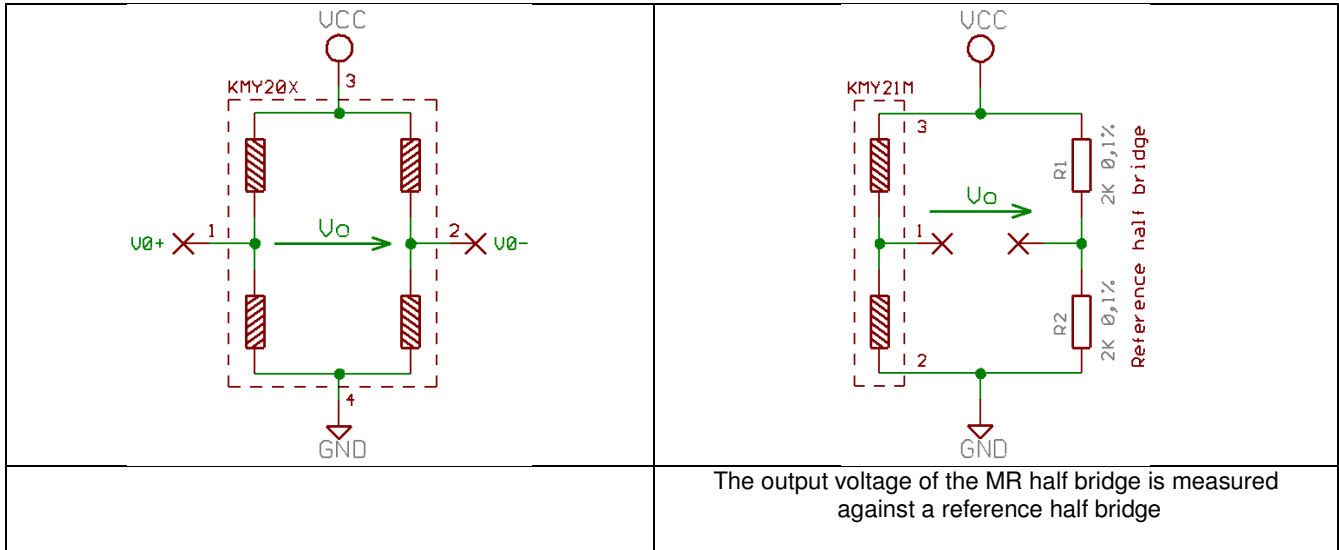 VCC
KMY20X
3
V0+
1
Vo
2
V0-
4
GND
VCC
KMY21M
3
R1
2K 0,1%
Vo
1
R2
2K 0,1%
Reference half bridge
2
GND
The output voltage of the MR half bridge is measured
against a reference half bridge